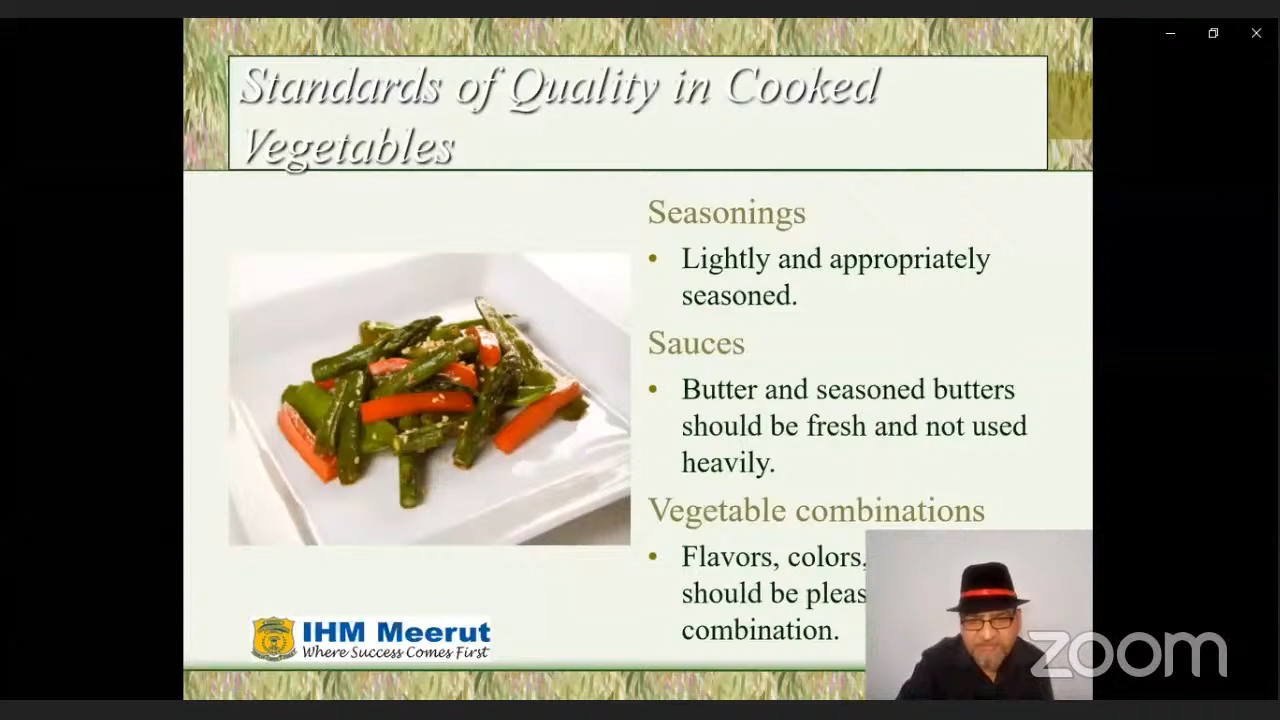 Standards of Quality in Cooked
Vegetables
Seasonings
• Lightly and appropriately
seasoned.
Sauces
• Butter and seasoned butters
should be fresh and not used
heavily.
Vegetable combinations
• Flavors, colors,
should be
combination.
IHM Meerut
Where Success Comes First
zoom